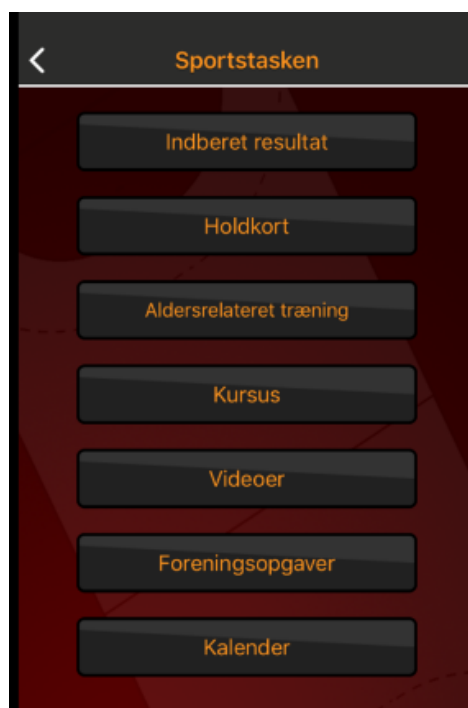 Sportstasken
Indberet resultat
Holdkort
Aldersrelateret træning
Kursus
Videoer
Foreningsopgaver
Kalender